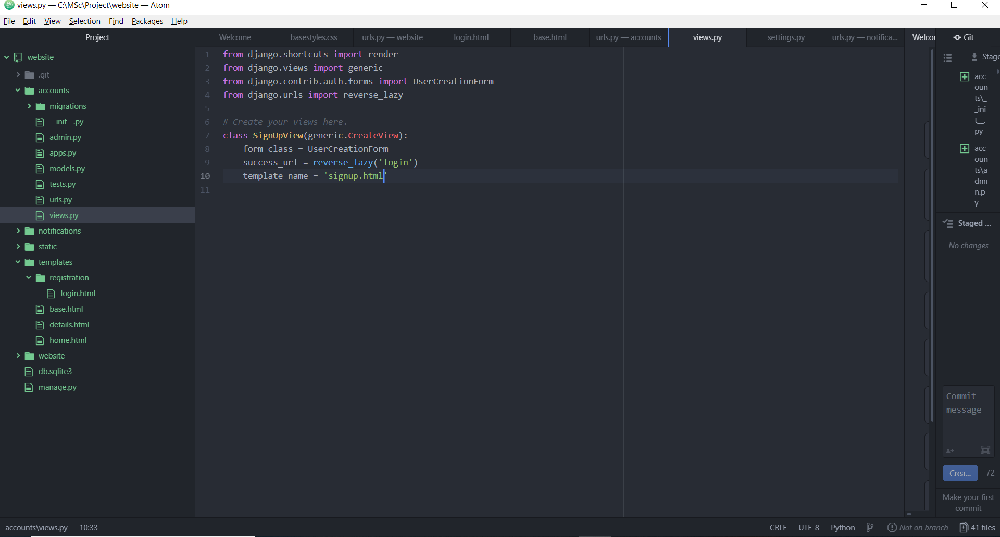 views.py — C:\MSc\Project\website — Atom
File Edit View Selection Find Packages Help
Project
website
.git
accounts
migrations
__init__.py
admin.py
apps.py
models.py
tests.py
urls.py
views.py
notifications
static
templates
registration
login.html
base.html
details.html
home.html
website
db.sqlite3
manage.py
Welcome basestyles.css urls.py — website login.html base.html urls.py — accounts views.py settings.py urls.py — notifica... Welcor
1 from django.shortcuts import render
2 from django.views import generic
3 from django.contrib.auth.forms import UserCreationForm
4 from django.urls import reverse_lazy
5
6 # Create your views here.
7 class SignUpView(generic.CreateView):
8 form_class = UserCreationForm
9 success_url = reverse_lazy('login')
10 template_name = 'signup.html'
11
Git
Stage
acc
oun
ts\_
_ini
t__.
py
acc
oun
ts\a
dmi
n.p
y
Staged ...
No changes
Commit
message
Crea... 72
Make your first
commit
accounts\views.py 10:33 CRLF UTF-8 Python Not on branch 41 files